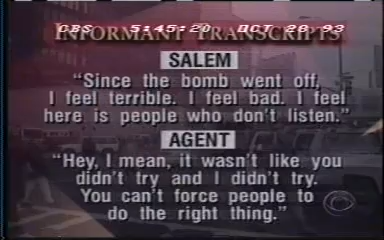 CBS 5:45:20 OCT 28 93
INFORMANT TRANSCRIPTS
SALEM
“Since the bomb went off,
I feel terrible. I feel bad. I feel
here is people who don’t listen.”
AGENT
“Hey, I mean, it wasn’t like you
didn’t try and I didn’t try.
You can’t force people to
do the right thing.”